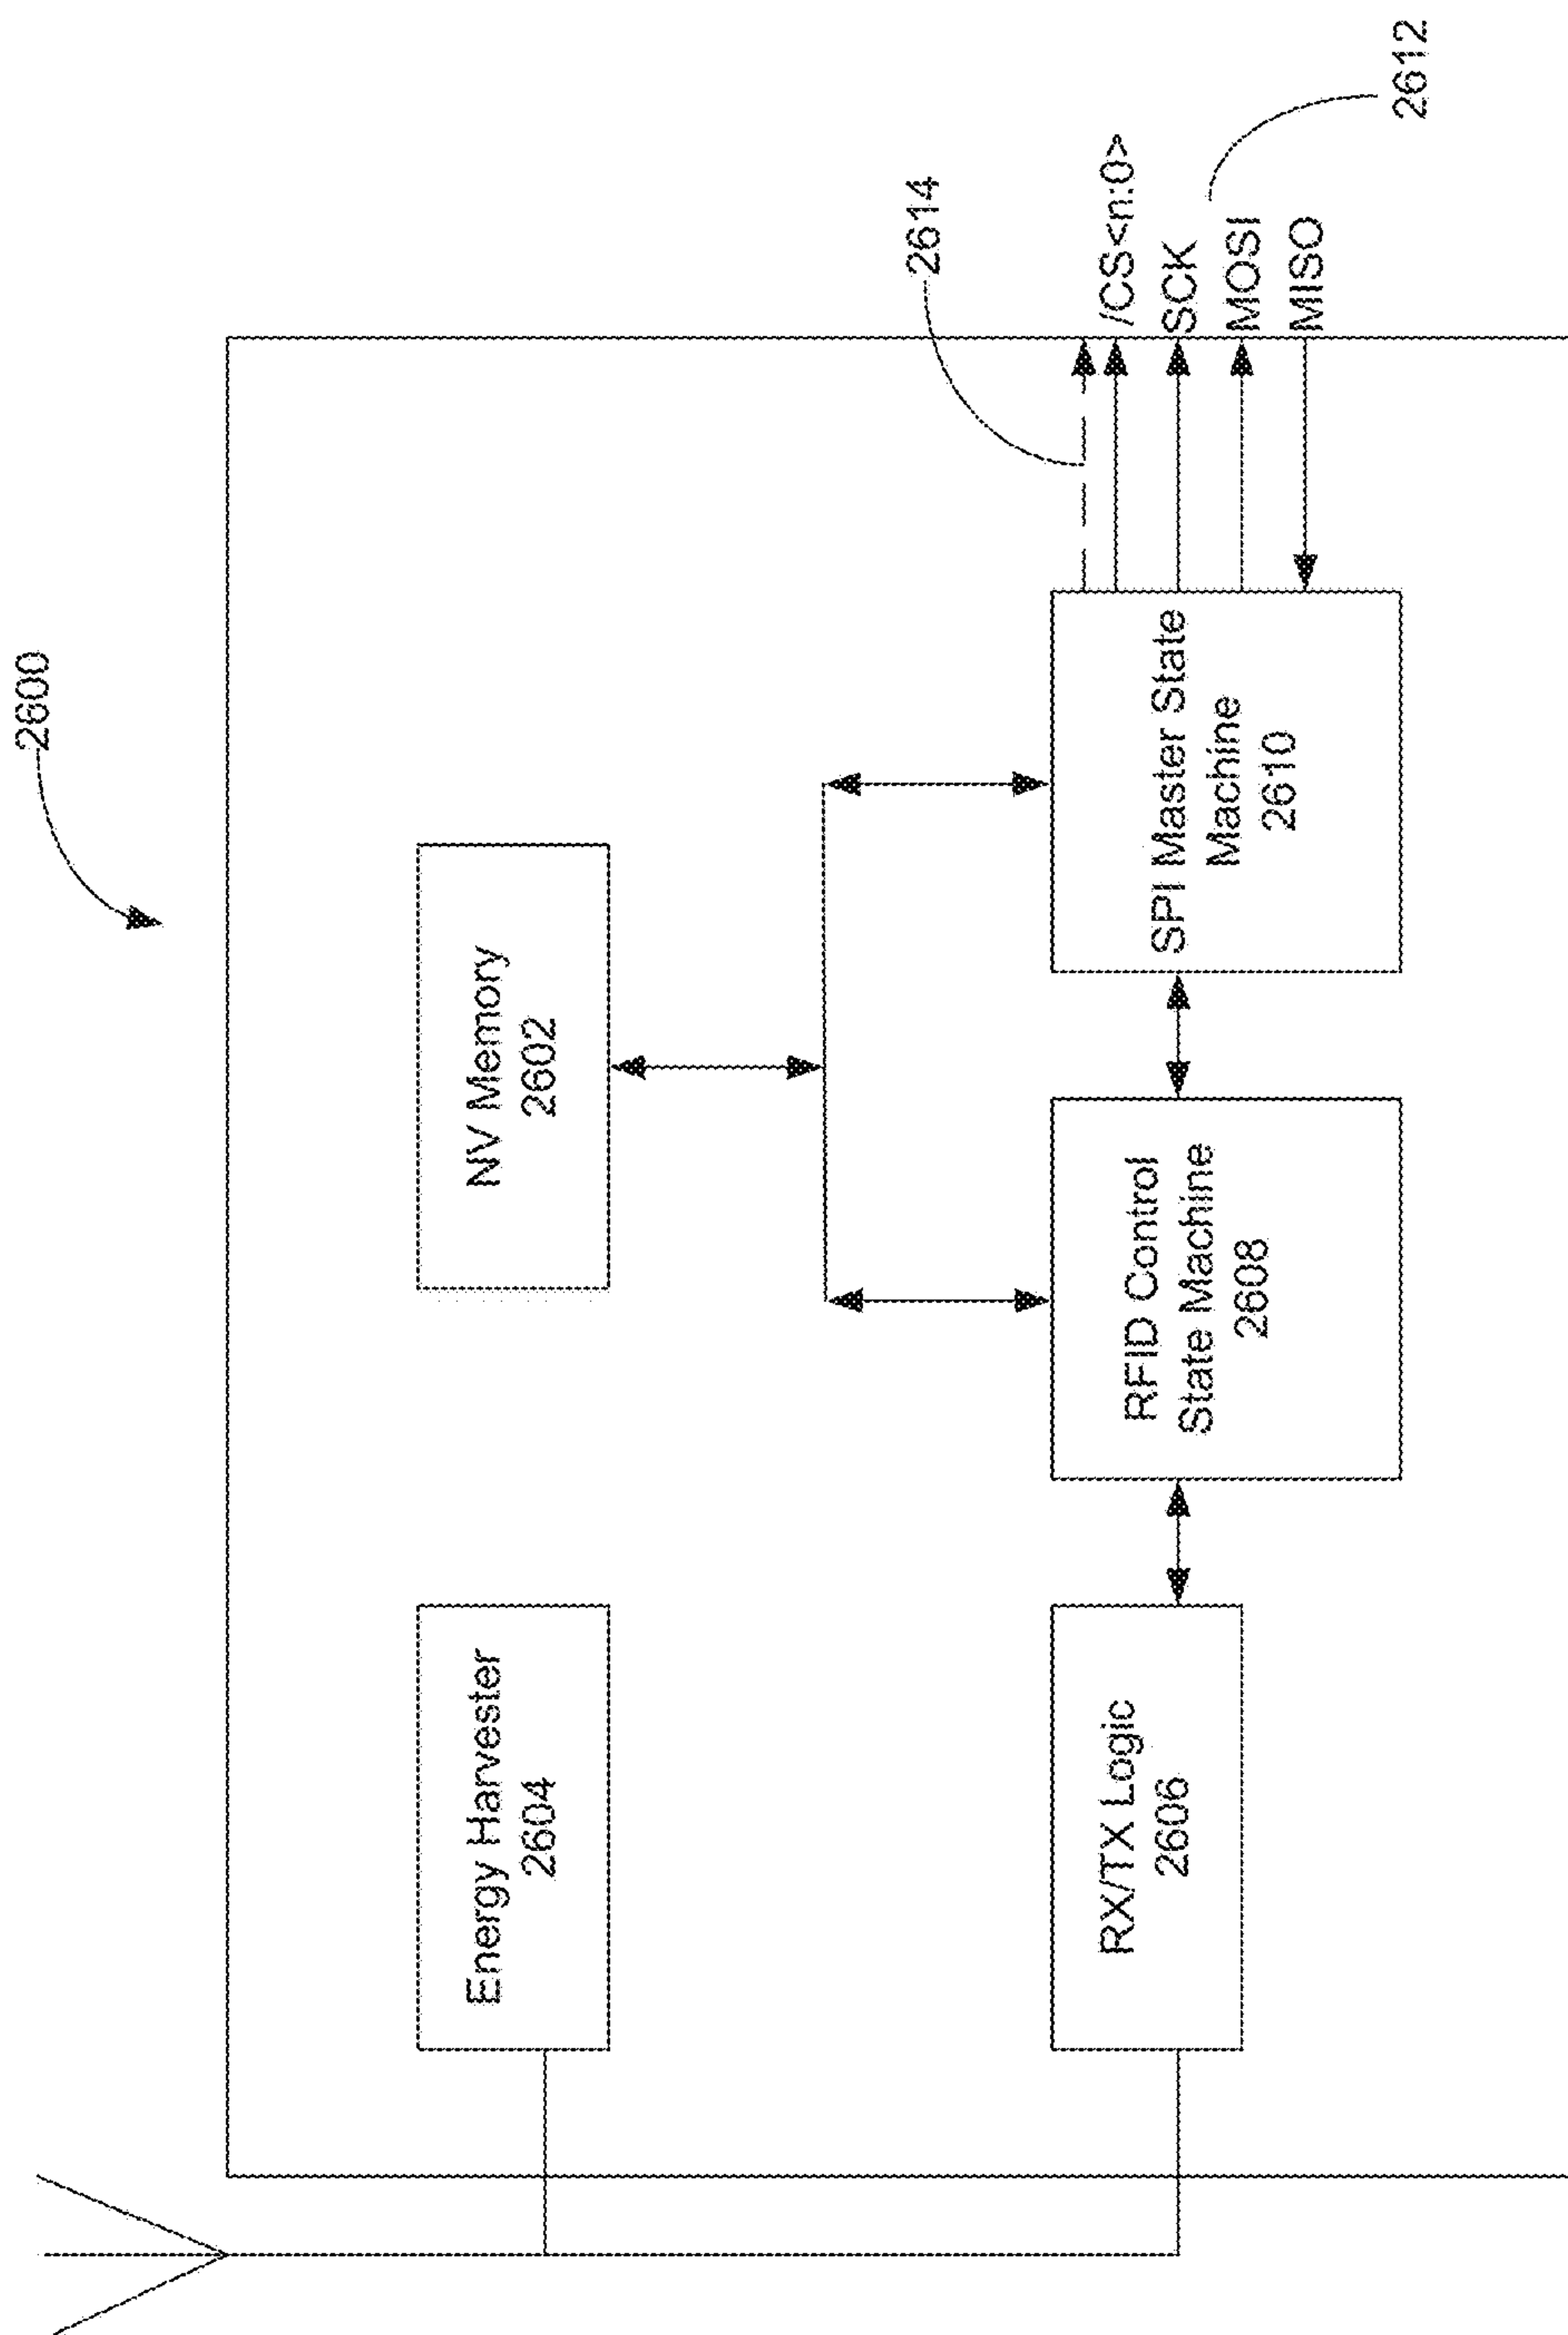 2600
Energy Harvester
2604
NV Memory
2602
2614
RX/TX Logic
2606
RFID Control
State Machine
2608
SPI Master State
Machine
2610
/CS<n:0>
SCK
MOSI
MISO
2612